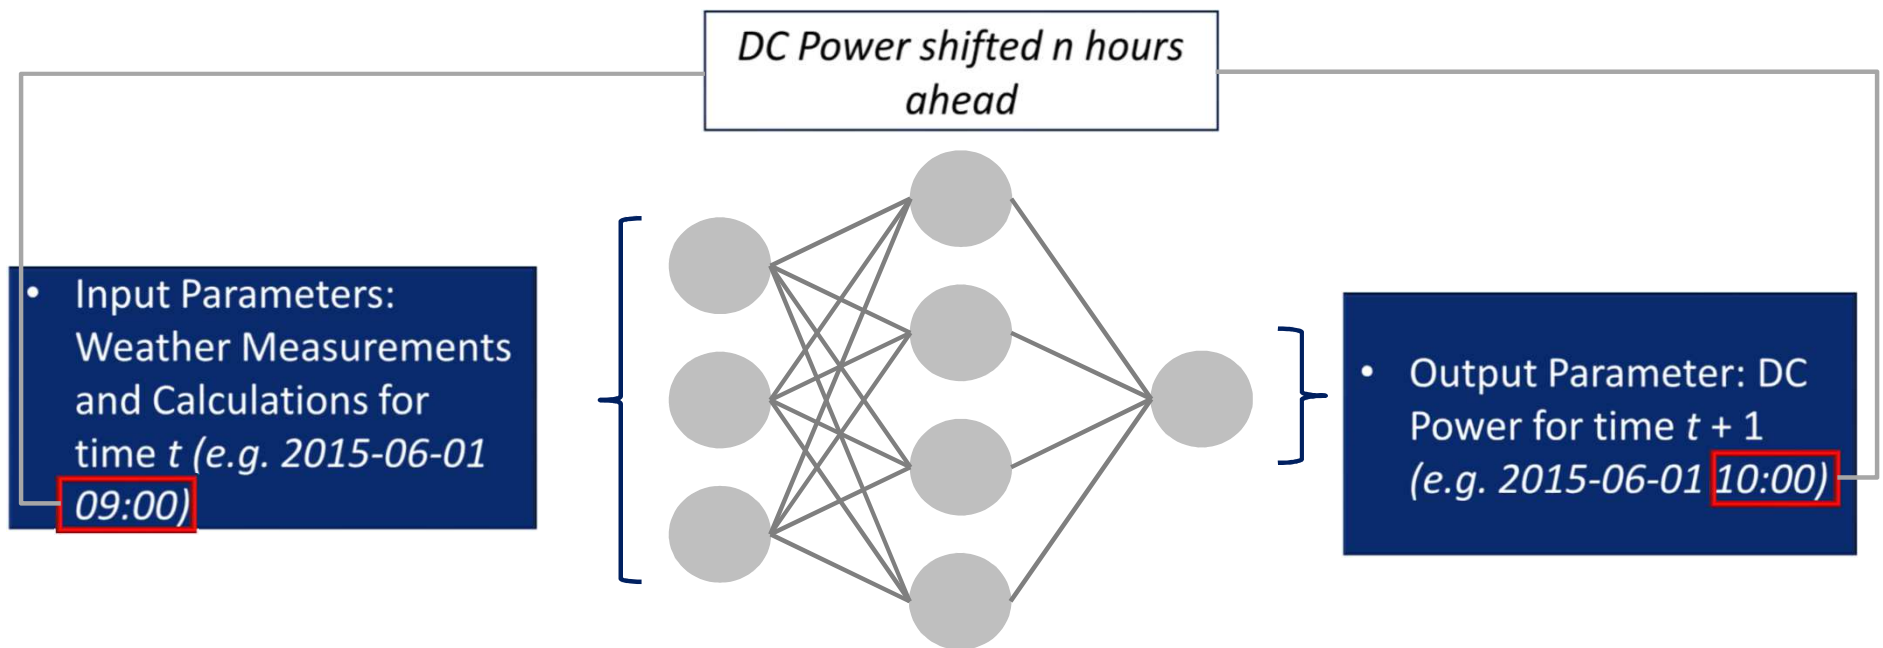 DC Power shifted n hours
ahead
• Input Parameters:
Weather Measurements
and Calculations for
time t (e.g. 2015-06-01
09:00)
• Output Parameter: DC
Power for time t + 1
(e.g. 2015-06-01 10:00)